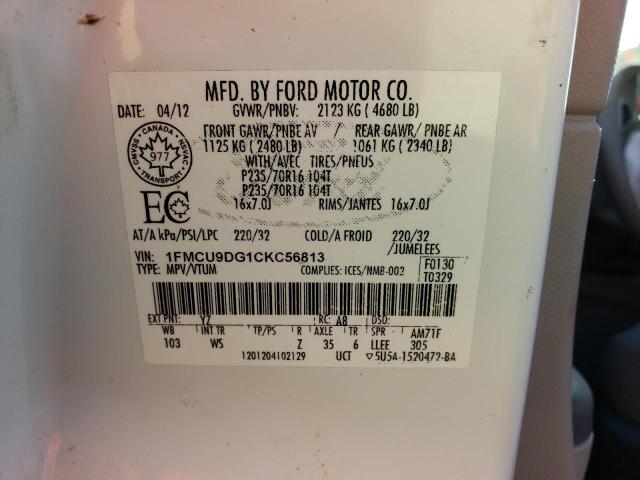 MFD. BY FORD MOTOR CO.
DATE: 04/12 GVWR/PNBV: 2123 KG ( 4680 LB)
FRONT GAWR/PNBE AV / REAR GAWR/ PNBE AR
1125 KG ( 2480 LB) 1061 KG ( 2340 LB)
WITH/AVEC TIRES/PNEUS
P235/70R16 104T
P235/70R16 104T
16x7.0J RIMS/JANTES 16x7.0J
CANADA
977
TRANSPORT
EC
AT/A kPa/PSI/LPC 220/32 COLD/A FROID 220/32
/JUMELEES
VIN: 1FMCU9DG1CKC56813
TYPE: MPV/VTUM COMPLIES: ICES/NMB-002
F0130
T0329
EXT PNT: YZ RC: A8 DSO:
WB INT TR TP/PS R AXLE TR SPR AM71F
103 WS Z 35 6 LLEE 305
1201204102129 UCT ▽5U5A-1520472-BA